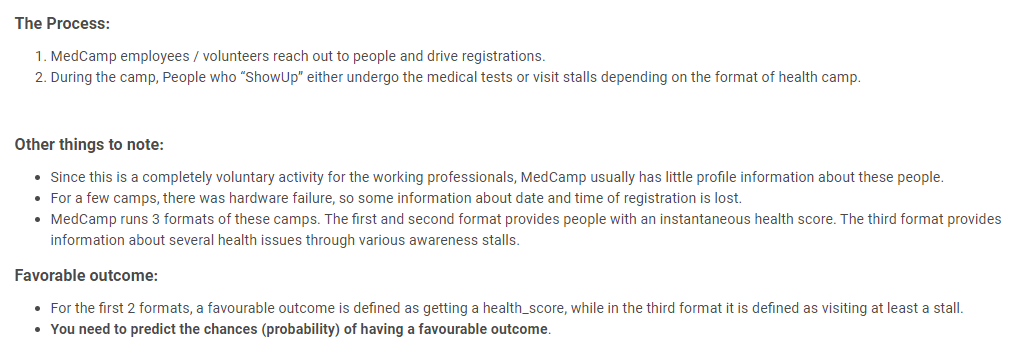 The Process:
1. MedCamp employees / volunteers reach out to people and drive registrations.
2. During the camp, People who “ShowUp” either undergo the medical tests or visit stalls depending on the format of health camp.
Other things to note:
• Since this is a completely voluntary activity for the working professionals, MedCamp usually has little profile information about these people.
• For a few camps, there was hardware failure, so some information about date and time of registration is lost.
• MedCamp runs 3 formats of these camps. The first and second format provides people with an instantaneous health score. The third format provides
information about several health issues through various awareness stalls.
Favorable outcome:
• For the first 2 formats, a favourable outcome is defined as getting a health_score, while in the third format it is defined as visiting at least a stall.
• You need to predict the chances (probability) of having a favourable outcome.